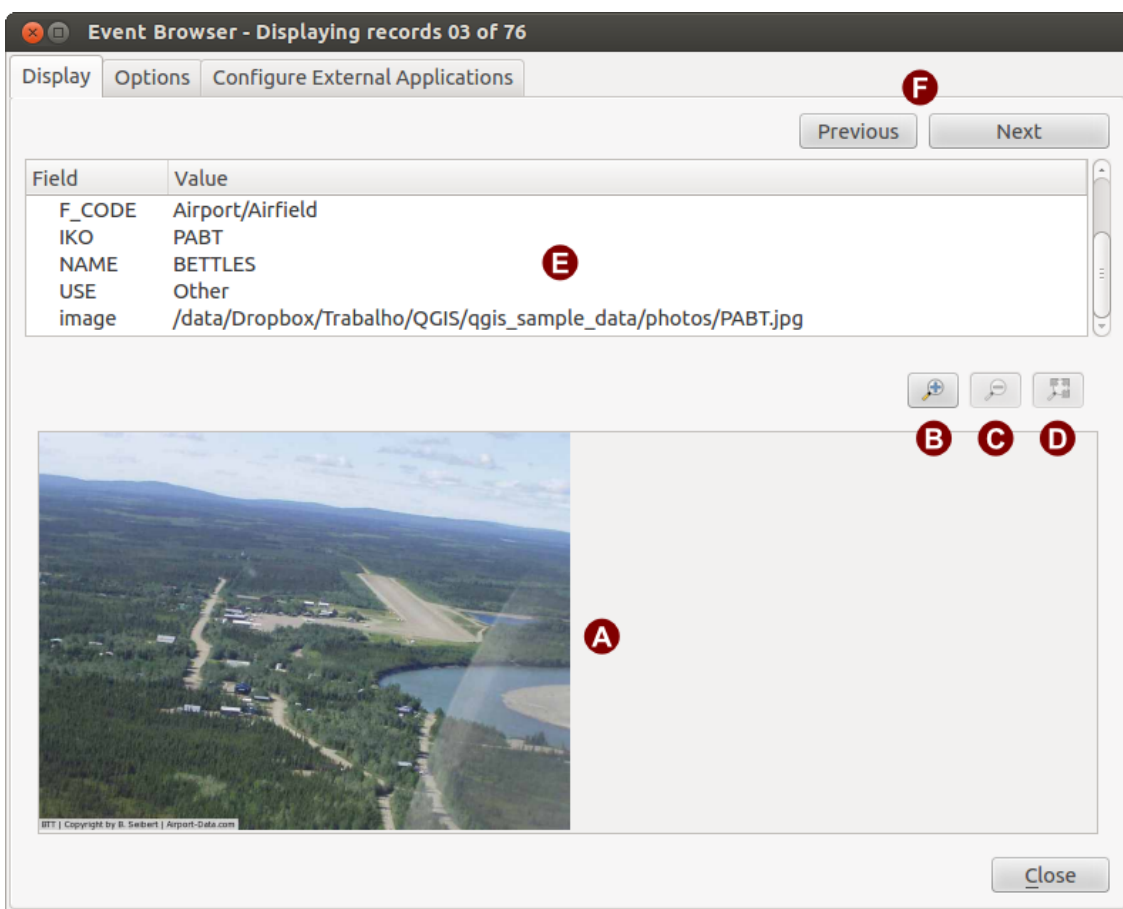 Event Browser - Displaying records 03 of 76
Display Options Configure External Applications
F
Previous Next
Field Value
F_CODE Airport/Airfield
IKO PABT
NAME BETTLES
E
USE Other
image /data/Dropbox/Trabalho/QGIS/qgis_sample_data/photos/PABT.jpg
B C D
A
BTT | Copyright by B. Seibert | Airport-Data.com
Close